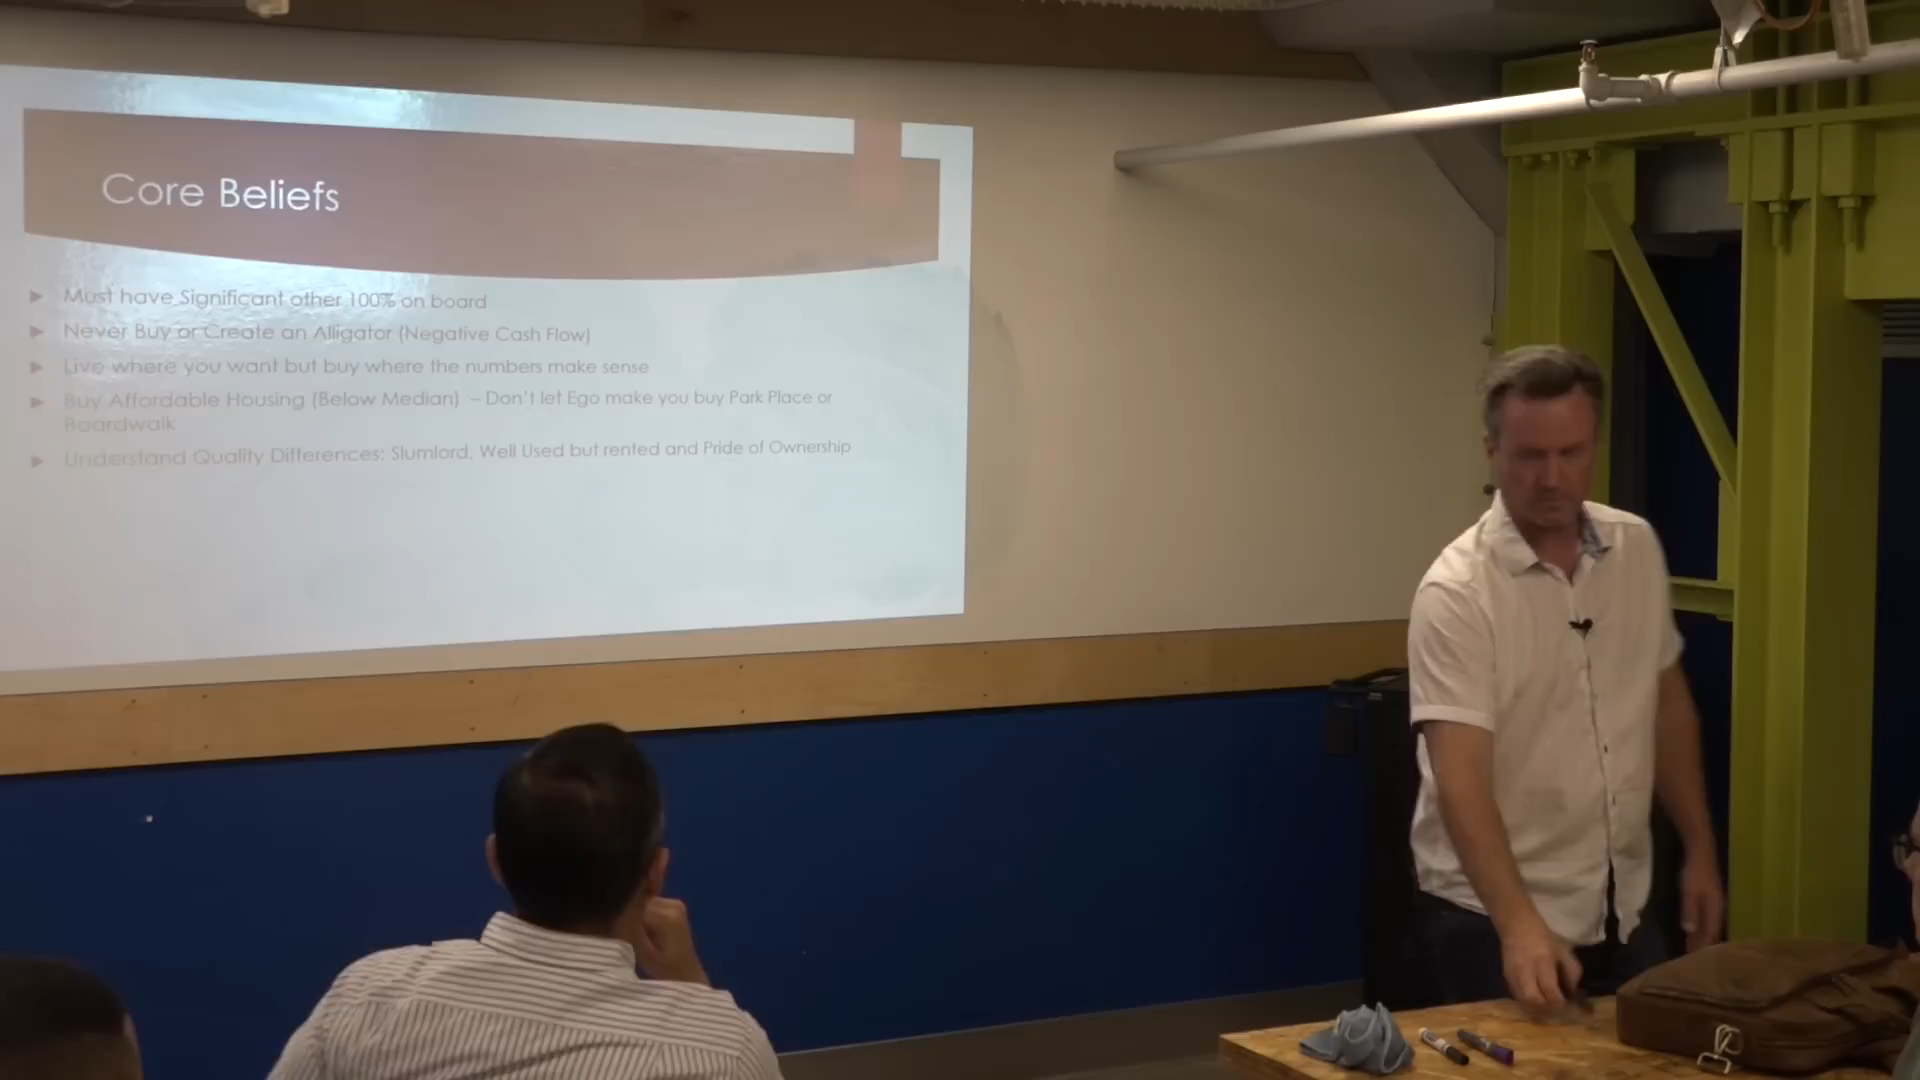 Core Beliefs
Must have Significant other 100% on board
Never Buy or Create an Alligator (Negative Cash Flow)
Live where you want but buy where the numbers make sense
Buy Affordable Housing (Below Median) – Don't let Ego make you buy Park Place or
Boardwalk
Understand Quality Differences: Slumlord, Well Used but rented and Pride of Ownership